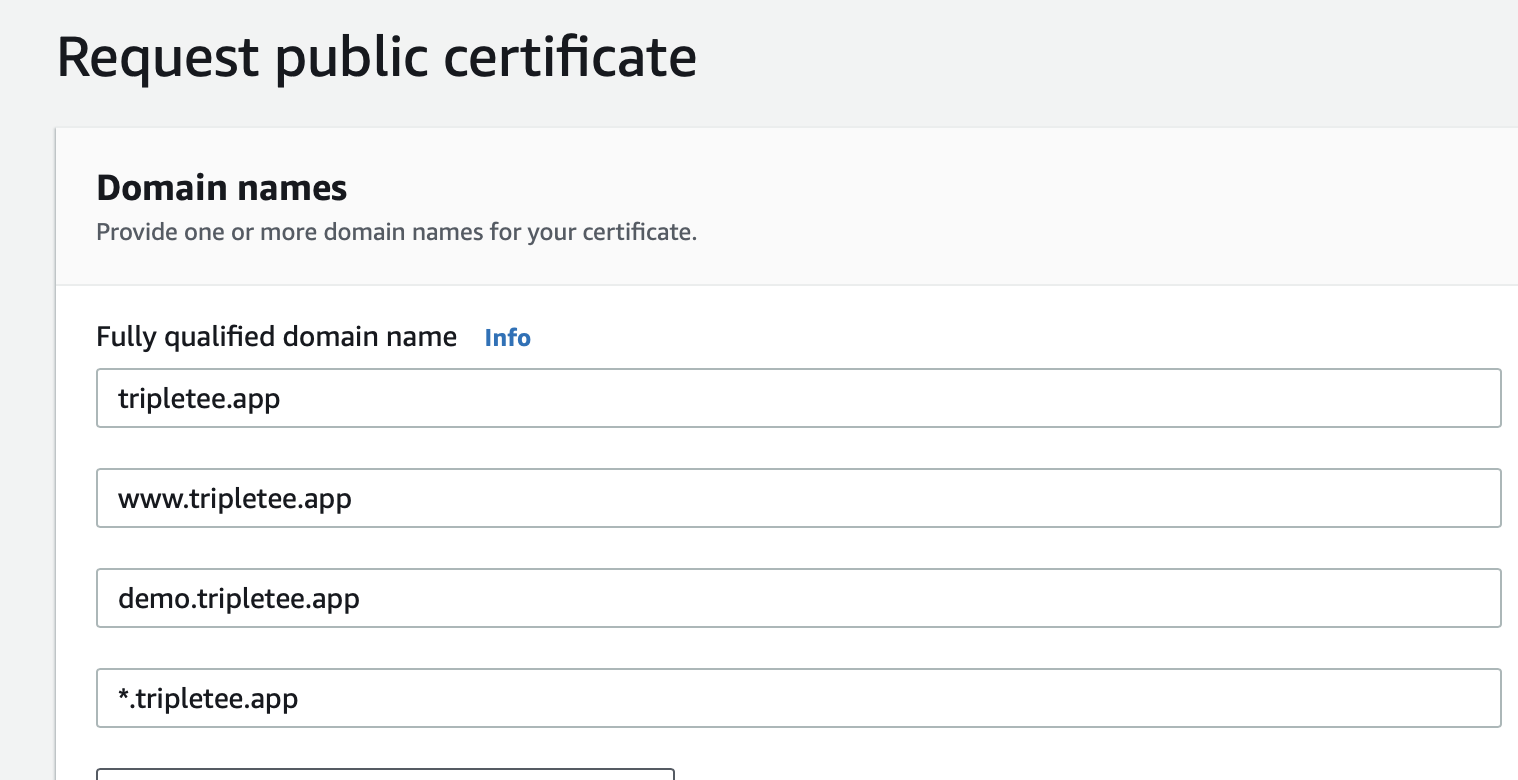 Request public certificate
Domain names
Provide one or more domain names for your certificate.
Fully qualified domain name Info
tripletee.app
www.tripletee.app
demo.tripletee.app
*.tripletee.app